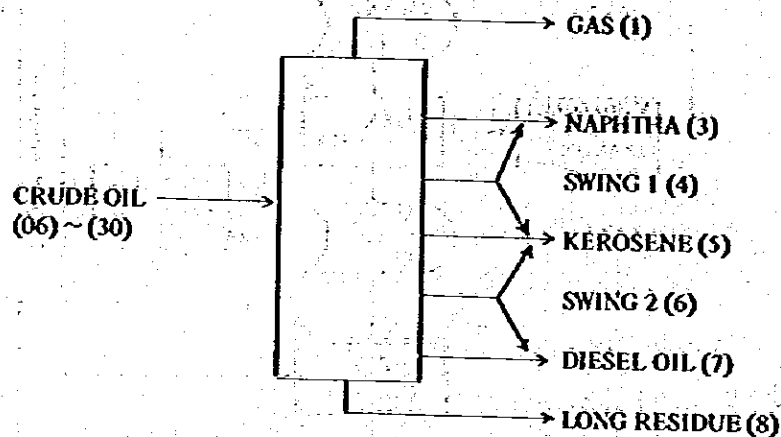 GAS (1)
NAPHTHA (3)
SWING 1 (4)
CRUDE OIL
(06) ~ (30)
KEROSENE (5)
SWING 2 (6)
DIESEL OIL (7)
LONG RESIDUE (8)